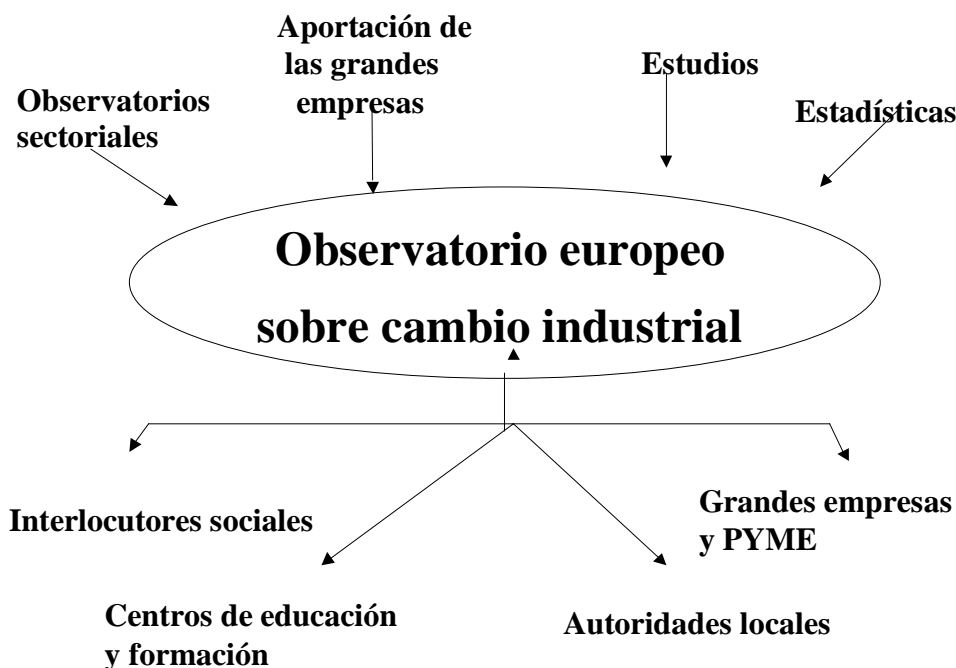 Aportación de
las grandes
empresas
Estudios
Observatorios
sectoriales
Estadísticas
Observatorio europeo
sobre cambio industrial
Interlocutores sociales
Grandes empresas
y PYME
Centros de educación
y formación
Autoridades locales